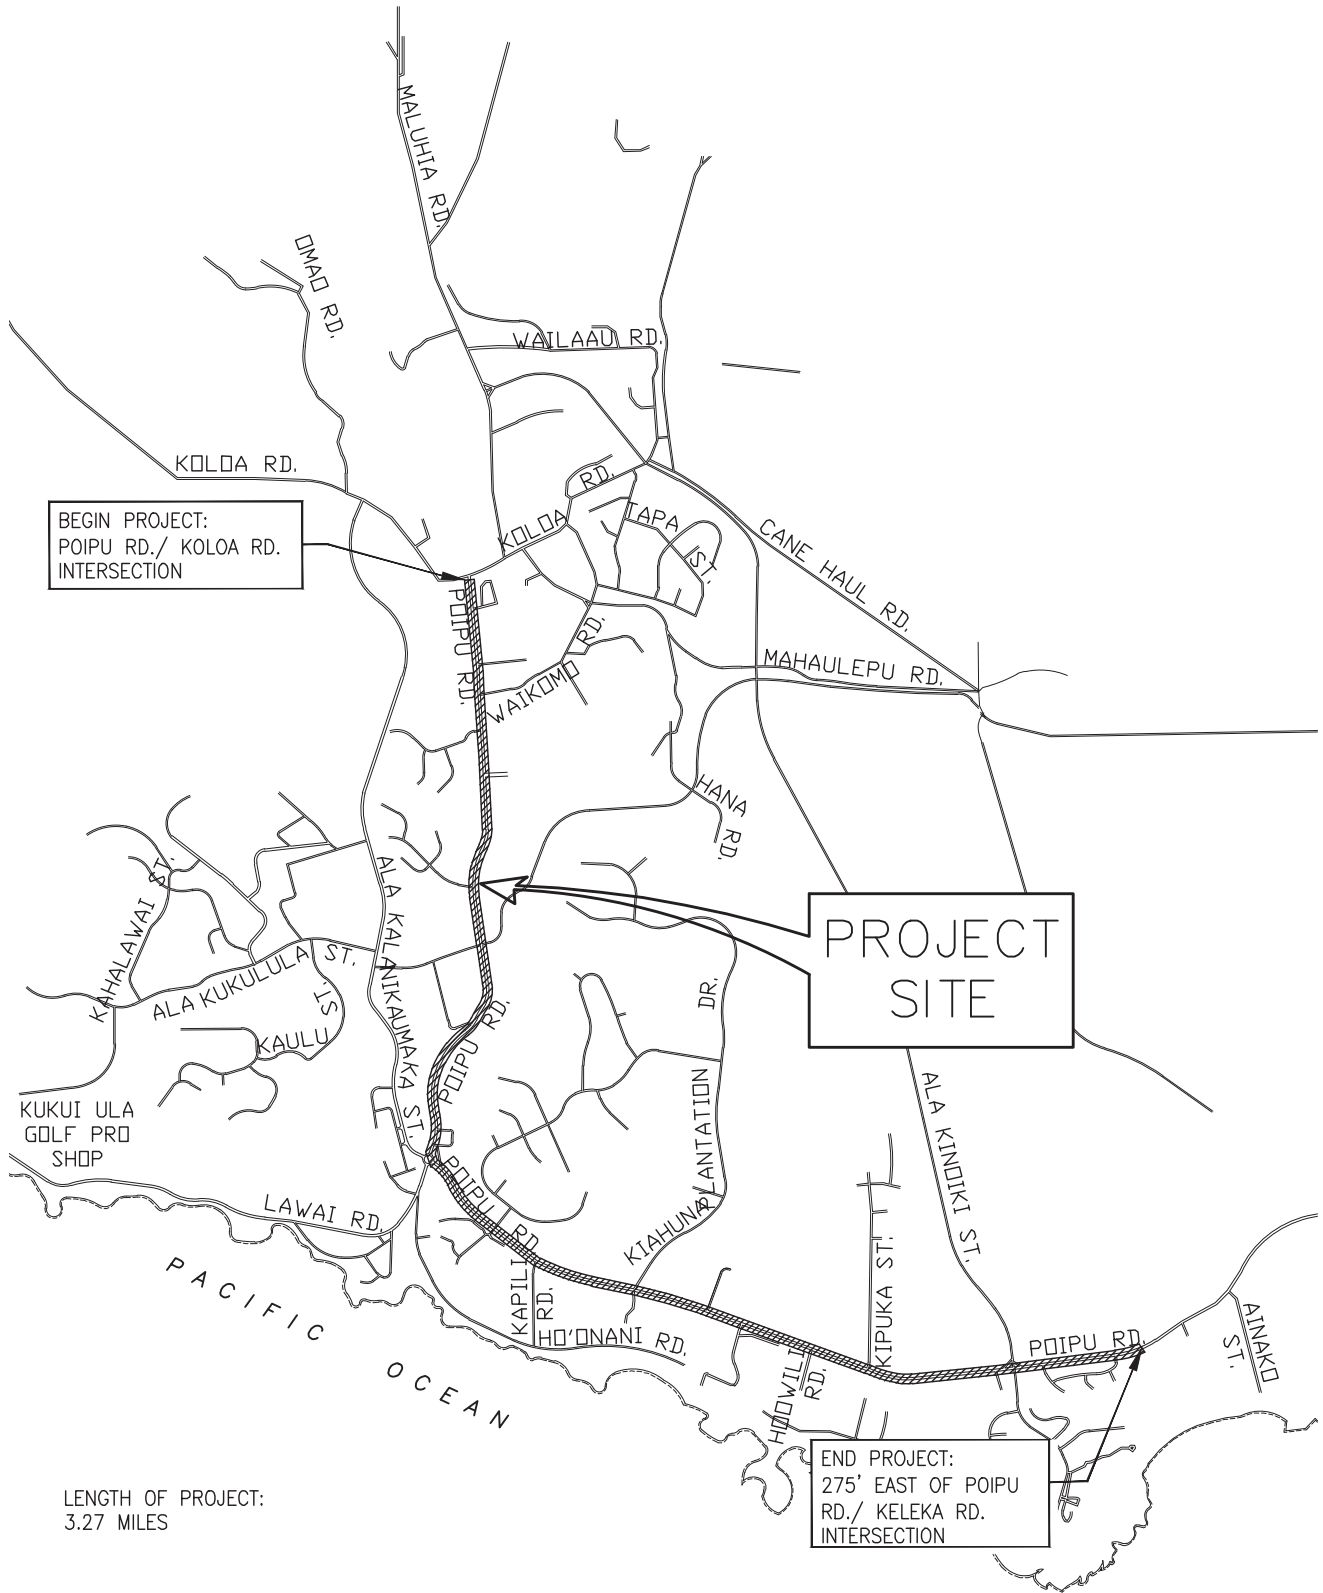 MALUHIA RD.
OMAO RD.
WAILAAU RD.
KOLOA RD.
BEGIN PROJECT:
POIPU RD./ KOLOA RD.
INTERSECTION
KOLOA RD.
TAPA ST.
CANE HAUL RD.
POIPU RD.
WAIKOMO RD.
MAHAULEPU RD.
HANA RD.
KAHALAWAI ST.
ALA KALANIKAUMAKA ST.
ALA KUKULULA ST.
KAULU ST.
PROJECT
SITE
POIPU RD.
KIAHUNA PLANTATION DR.
ALA KINOIKI ST.
KUKUI ULA
GOLF PRO
SHOP
LAWAI RD.
POIPU RD.
KAPILI RD.
HO'ONANI RD.
KIPUKA ST.
HOOWILI RD.
POIPU RD.
AINAKO ST.
PACIFIC OCEAN
END PROJECT:
275' EAST OF POIPU
RD./ KELEKA RD.
INTERSECTION
LENGTH OF PROJECT:
3.27 MILES